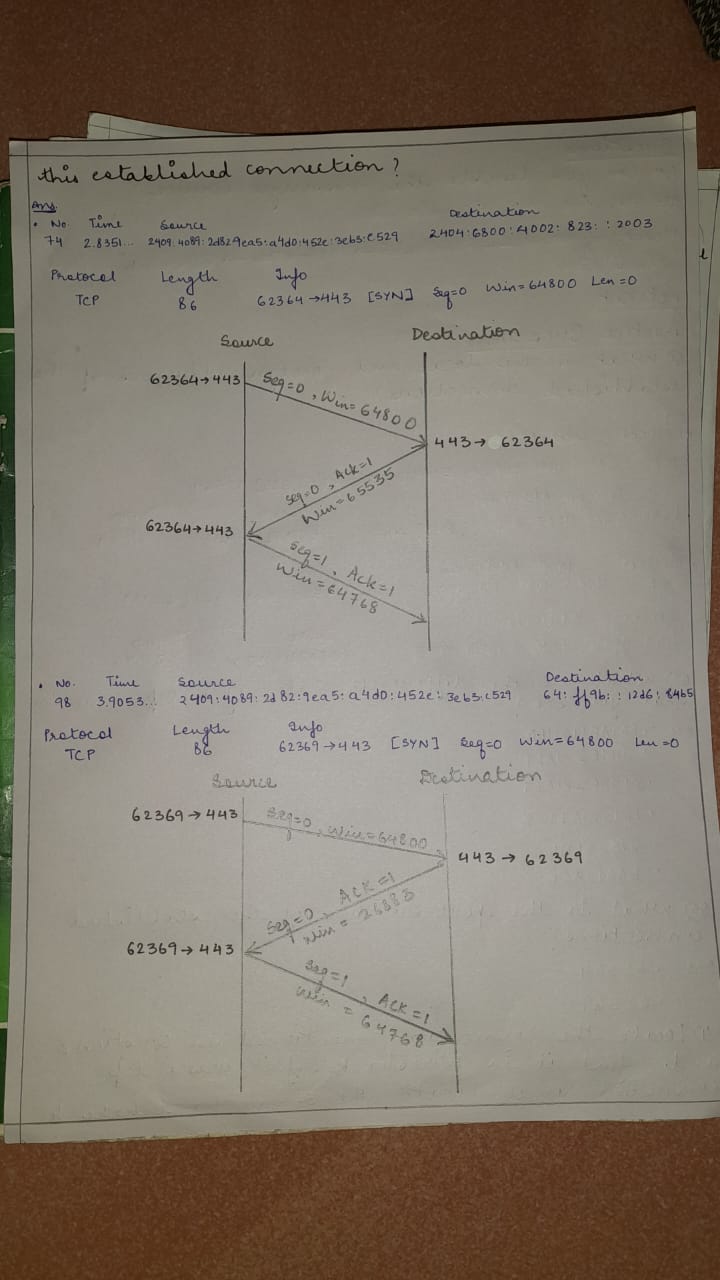 this established connection?
Ans.
• No. Time Source Destination
74 2.8351... 2409:4089:2d82:9ea5:a4d0:452c:3eb3:c529 2404:6800:4002:823::2003
Protocol Length Info
TCP 86 62364→443 [SYN] Seq=0 Win=64800 Len=0
Source Destination
62364→443 Seq=0, Win=64800
443→ 62364
Seq=0, Ack=1
Win=65535
62364→443
Seq=1, Ack=1
Win=64768
• No. Time Source Destination
98 3.9053... 2409:4089:2d82:9ea5:a4d0:452c:3eb3:c529 64:ff9b::12d6:8465
Protocol Length Info
TCP 86 62369→443 [SYN] Seq=0 Win=64800 Len=0
Source Destination
62369→443 Seq=0, Win=64800
443→62369
Seq=0, ACK=1
Win=26883
62369→443
Seq=1, ACK=1
Win = 64768